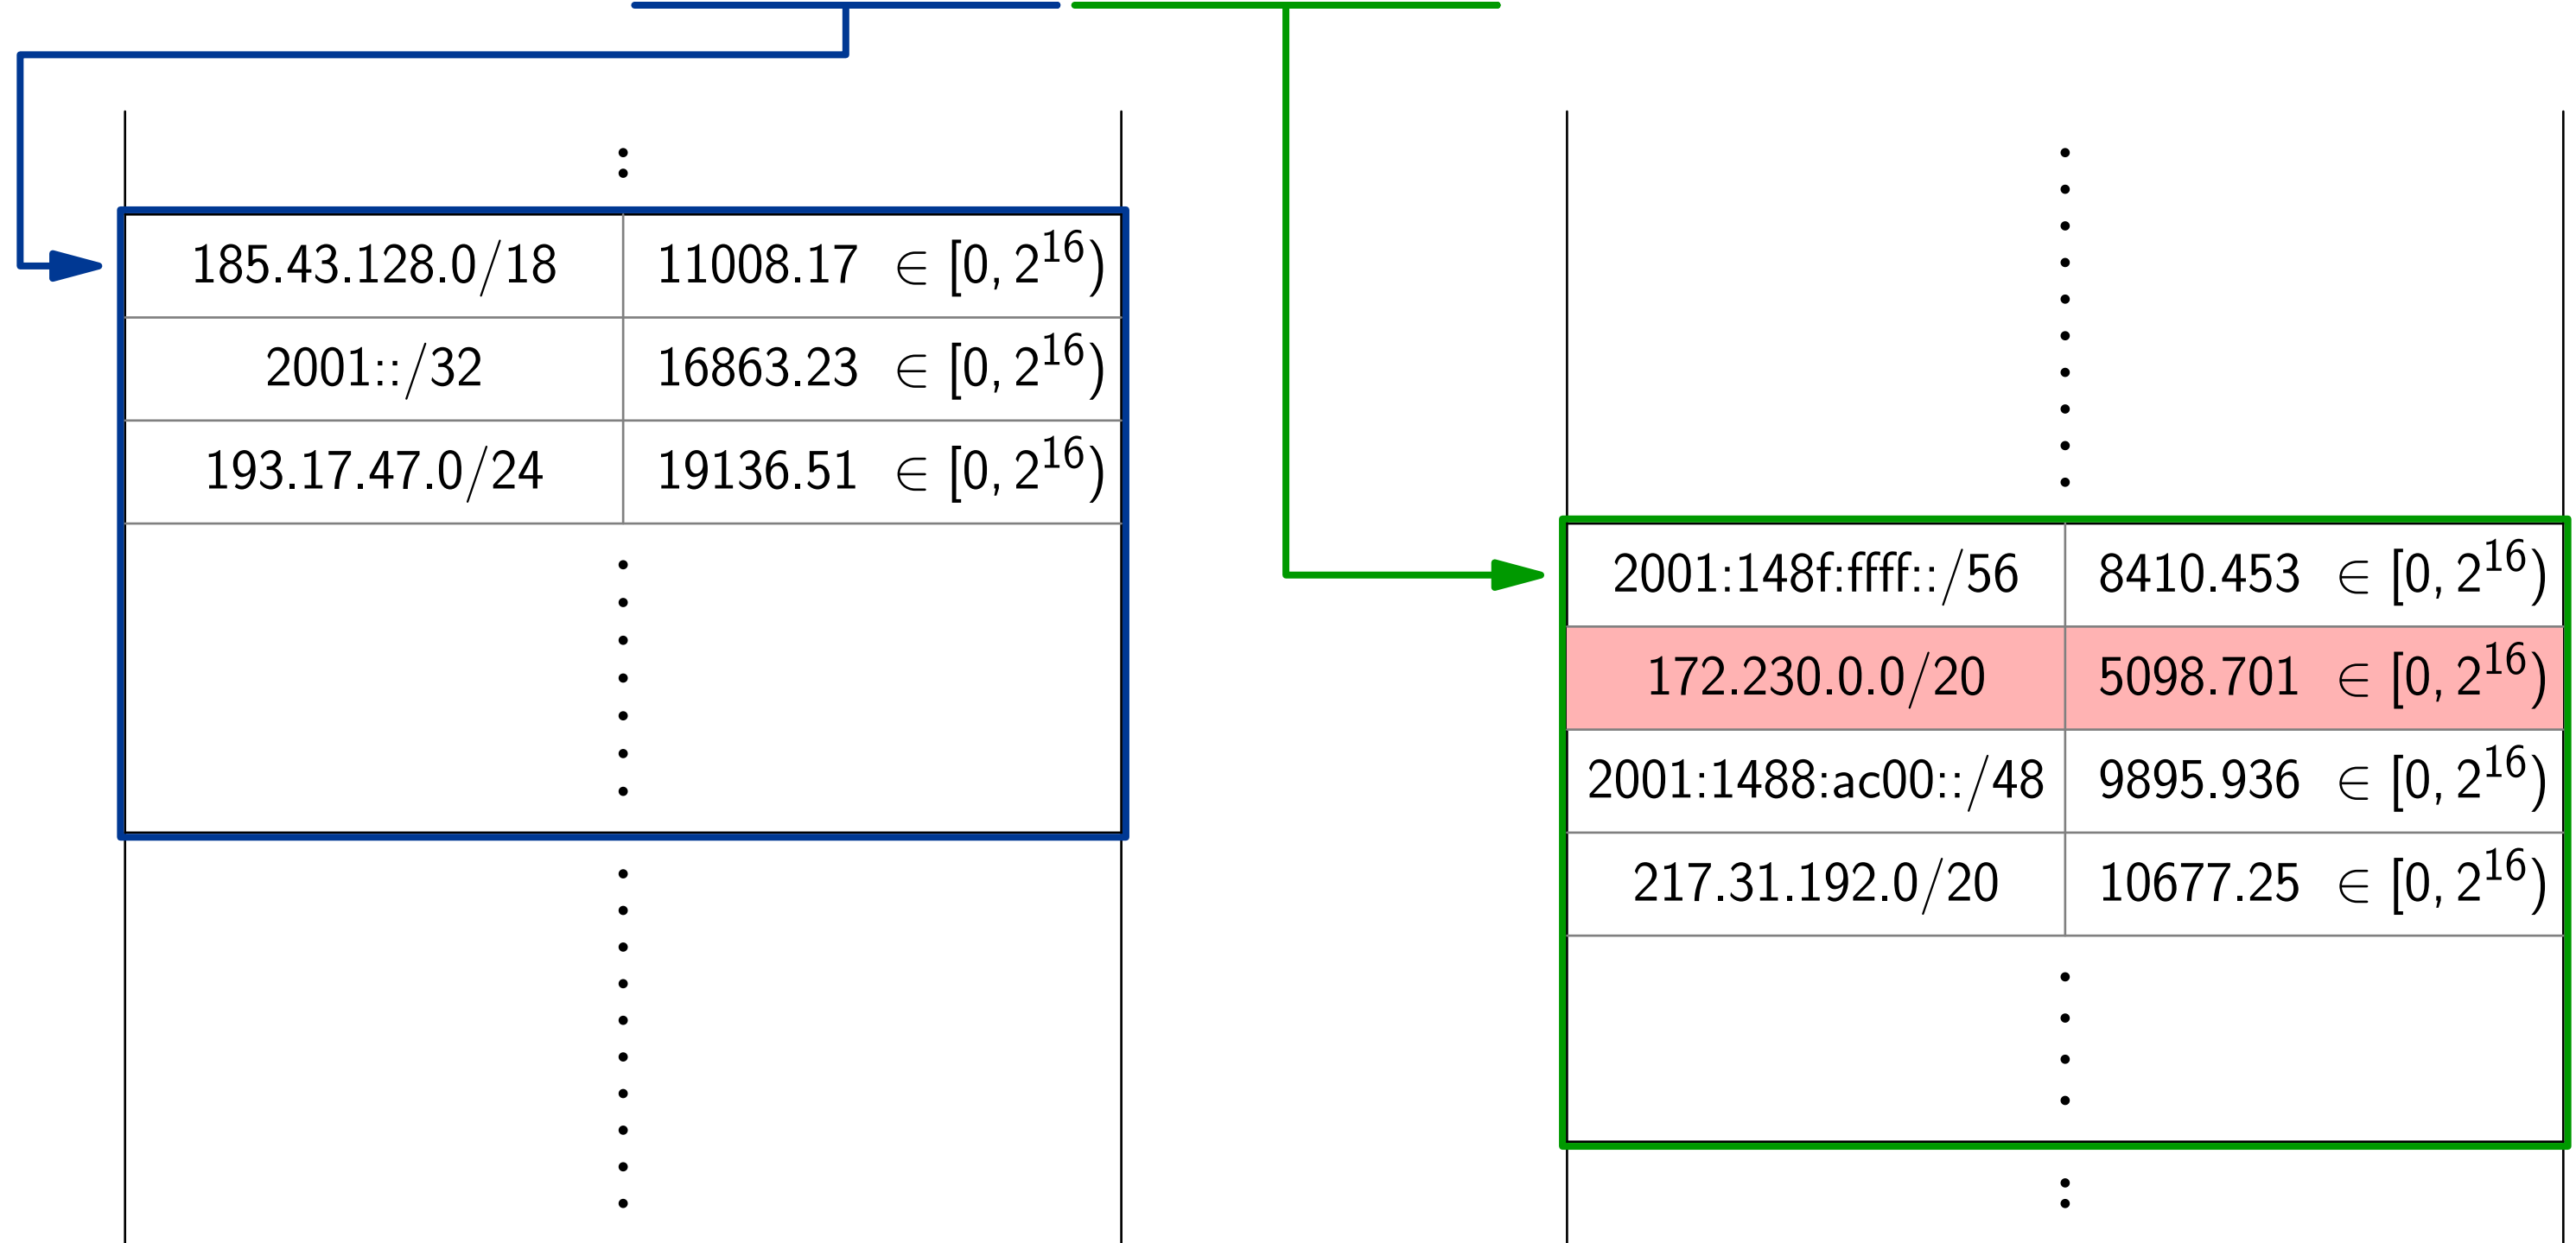 185.43.128.0/18 11008.17 ∈ [0, 2^16)
2001::/32 16863.23 ∈ [0, 2^16)
193.17.47.0/24 19136.51 ∈ [0, 2^16)
2001:148f:ffff::/56 8410.453 ∈ [0, 2^16)
172.230.0.0/20 5098.701 ∈ [0, 2^16)
2001:1488:ac00::/48 9895.936 ∈ [0, 2^16)
217.31.192.0/20 10677.25 ∈ [0, 2^16)